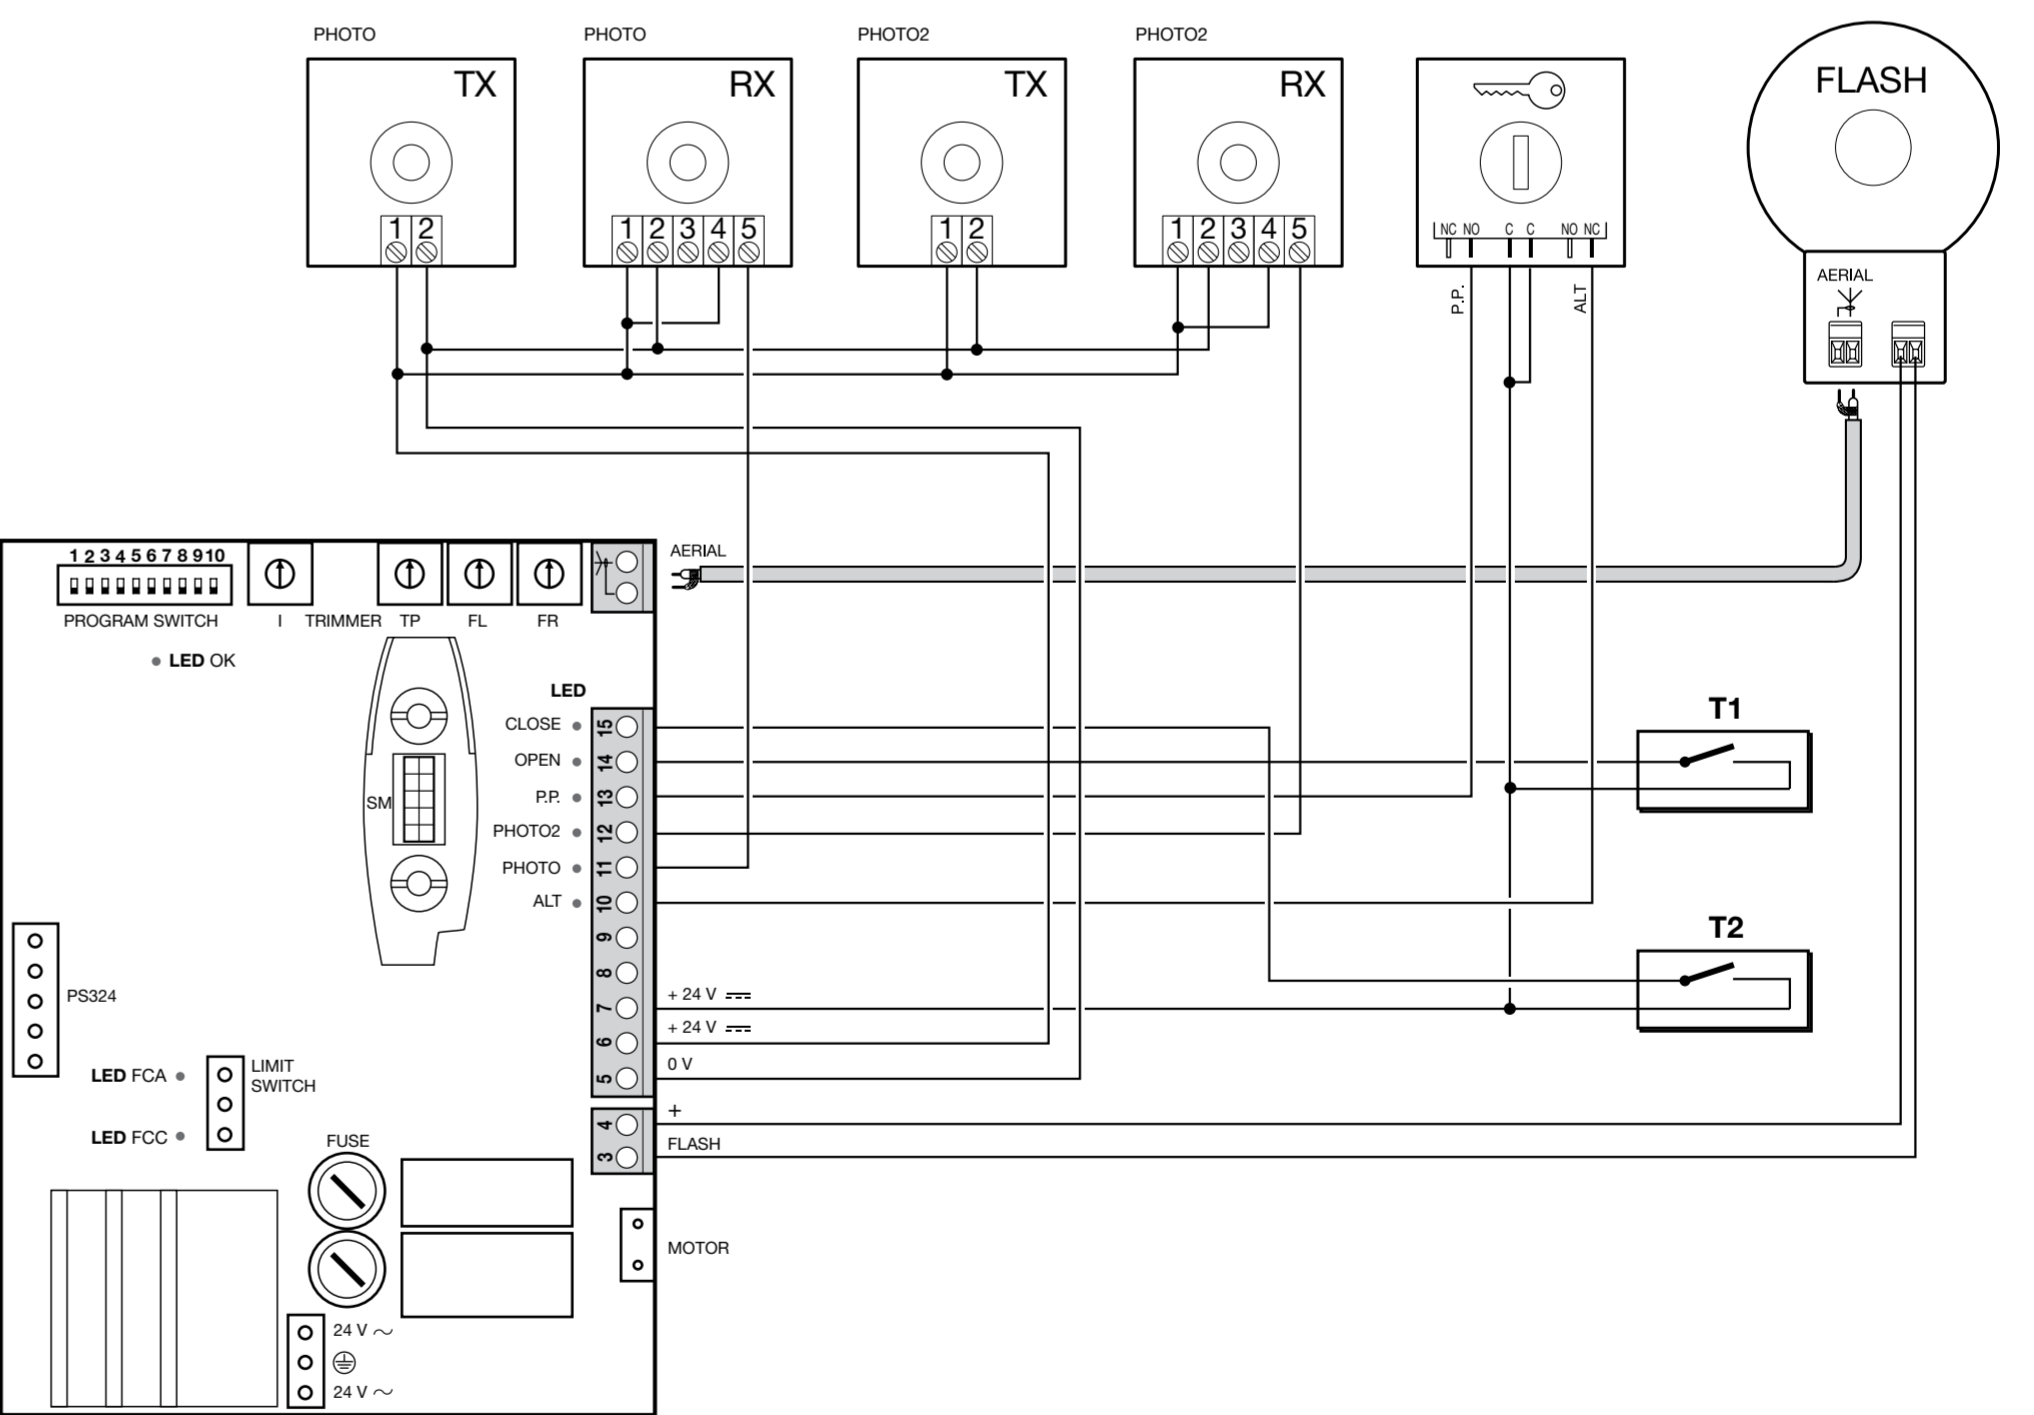 PHOTO
PHOTO
PHOTO2
PHOTO2
TX
RX
TX
RX
FLASH
1 2
1 2 3 4 5
1 2
1 2 3 4 5
NC NO C C NO NC
P.P.
ALT
AERIAL
1 2 3 4 5 6 7 8 9 10
PROGRAM SWITCH
I
TRIMMER
TP
FL
FR
AERIAL
LED OK
LED
CLOSE
15
OPEN
14
P.P.
13
PHOTO2
12
PHOTO
11
ALT
10
9
8
7
+ 24 V
6
+ 24 V
5
0 V
4
+
3
FLASH
SM
T1
T2
PS324
LED FCA
LED FCC
LIMIT
SWITCH
FUSE
MOTOR
24 V ~
24 V ~